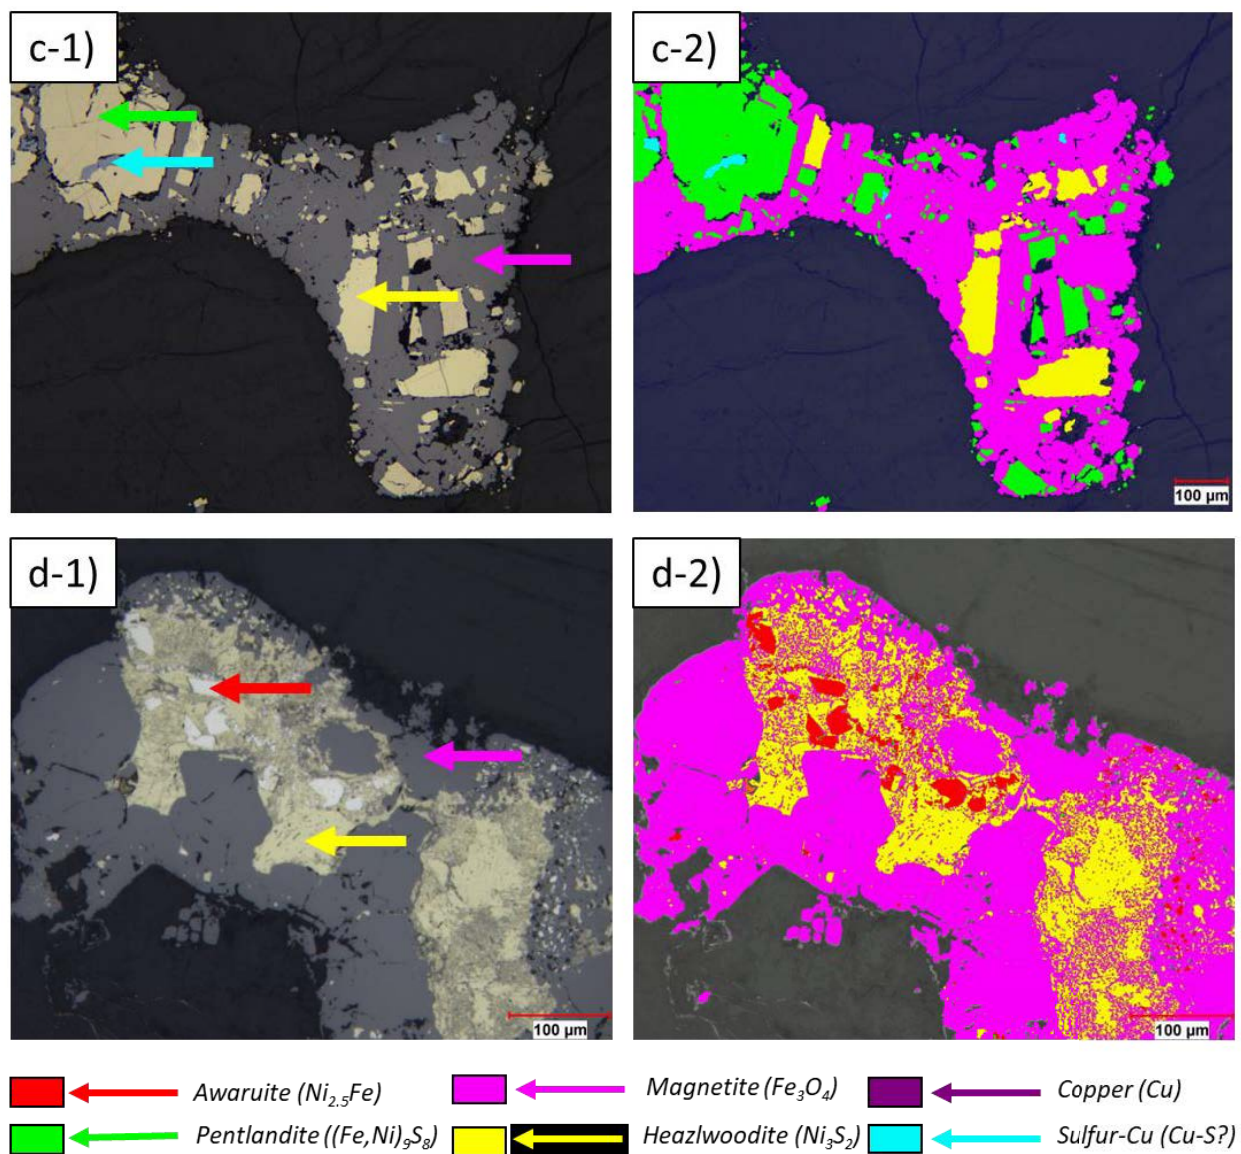 c-1)
c-2)
100 µm
d-1)
d-2)
100 µm
100 µm
Awaruite (Ni2.5Fe)
Magnetite (Fe3O4)
Copper (Cu)
Pentlandite ((Fe,Ni)9S8)
Heazlwoodite (Ni3S2)
Sulfur-Cu (Cu-S?)